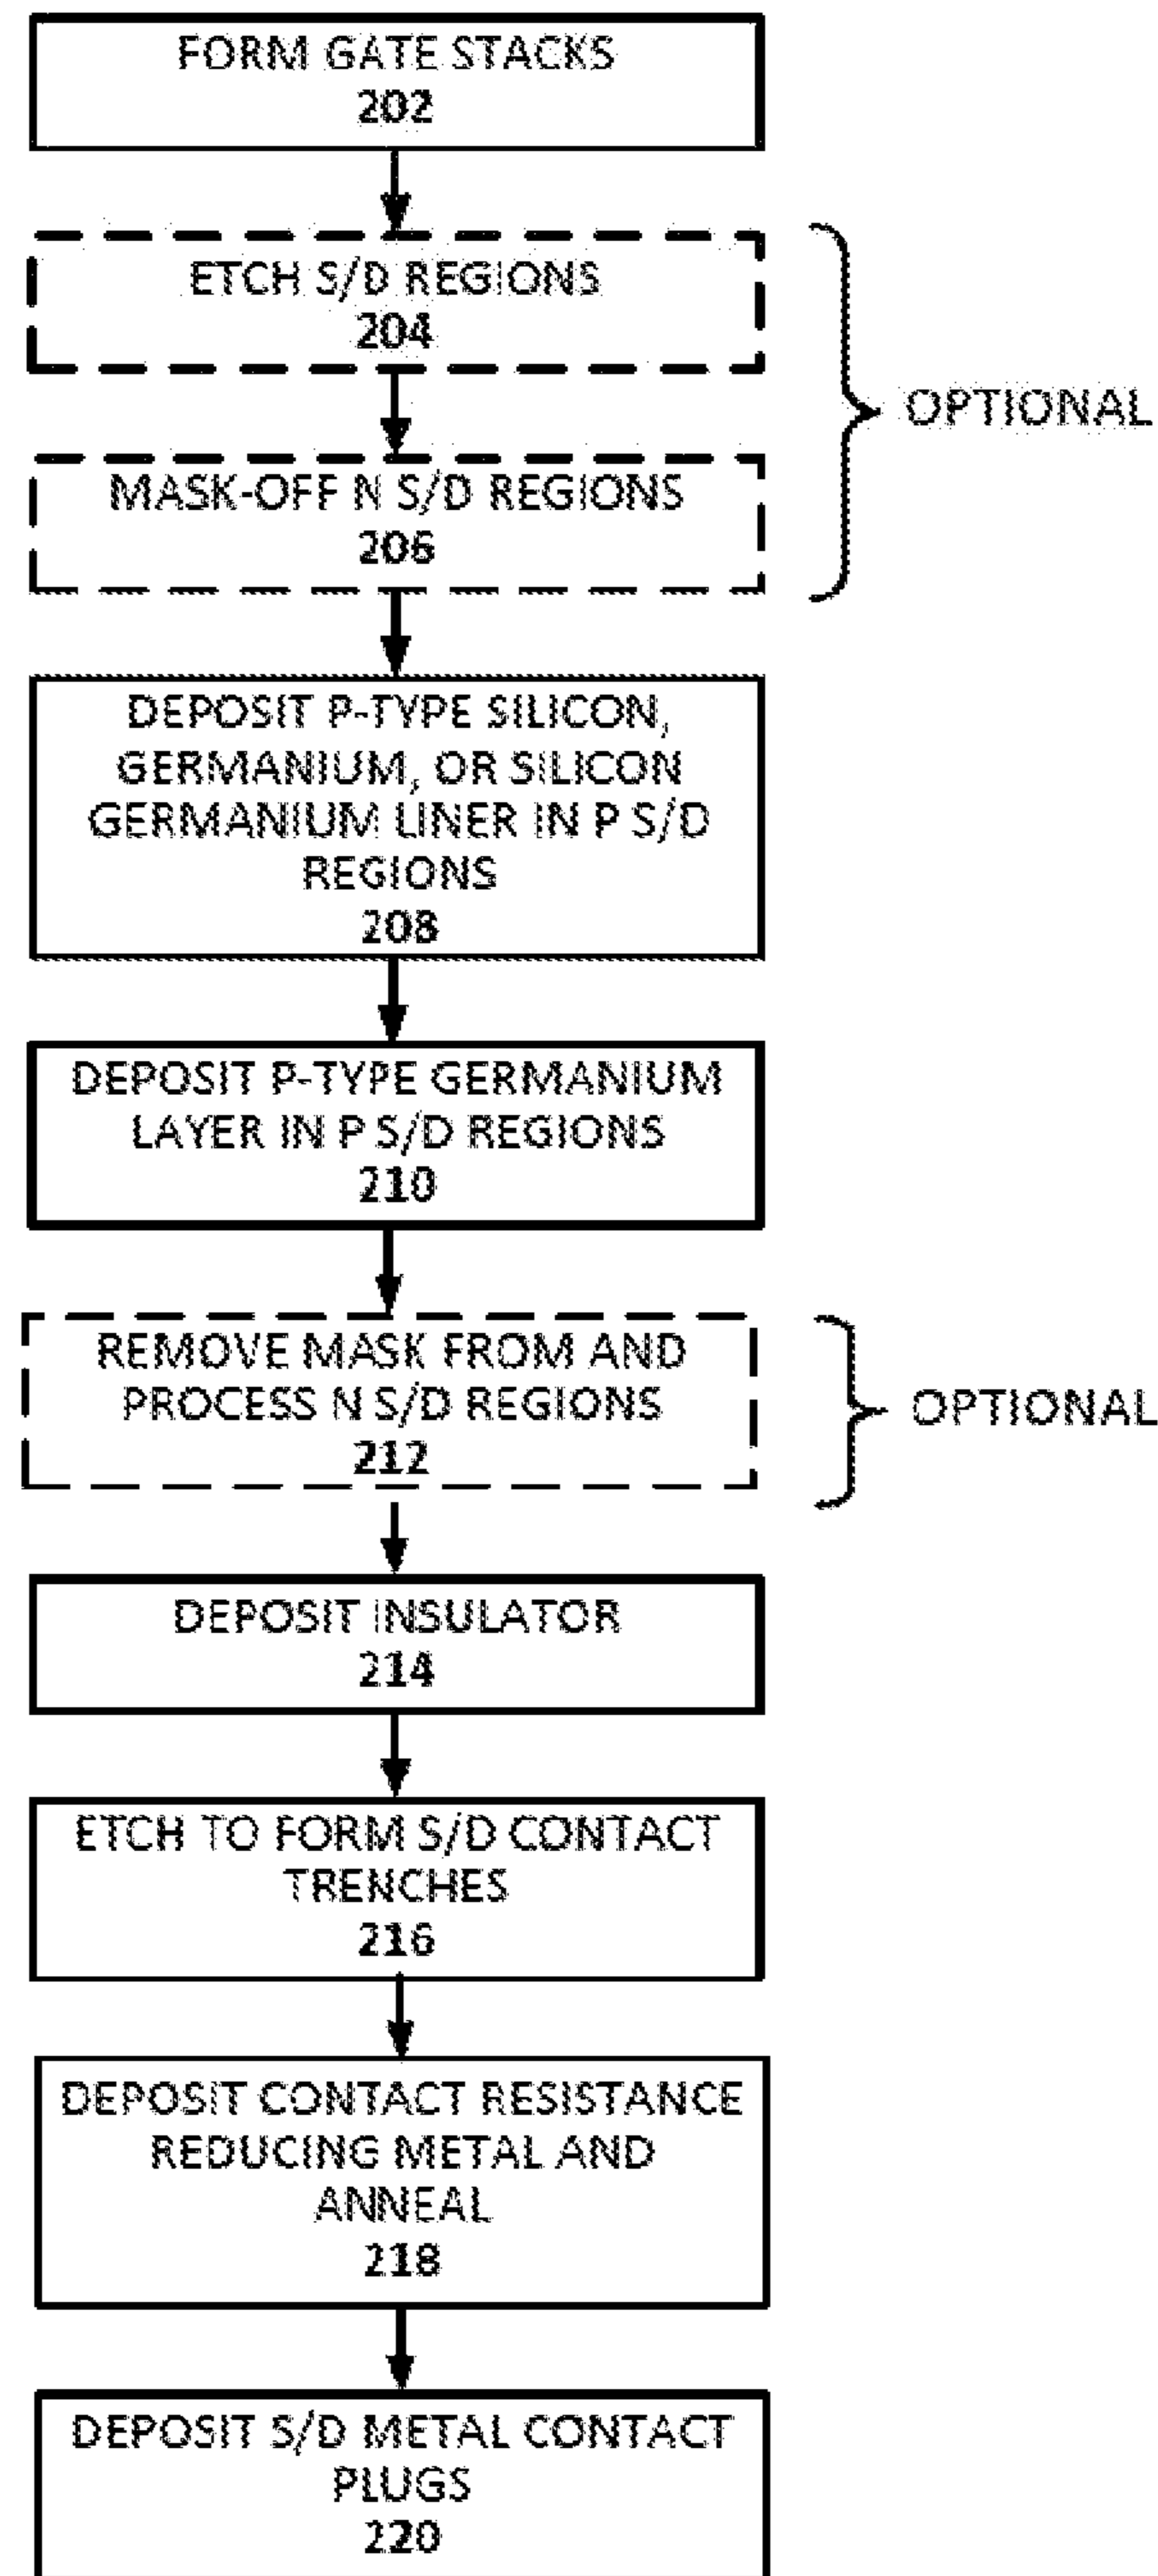 FORM GATE STACKS
202
ETCH S/D REGIONS
204
OPTIONAL
MASK-OFF N S/D REGIONS
206
DEPOSIT P-TYPE SILICON,
GERMANIUM, OR SILICON
GERMANIUM LINER IN P S/D
REGIONS
208
DEPOSIT P-TYPE GERMANIUM
LAYER IN P S/D REGIONS
210
REMOVE MASK FROM AND
PROCESS N S/D REGIONS
212
OPTIONAL
DEPOSIT INSULATOR
214
ETCH TO FORM S/D CONTACT
TRENCHES
216
DEPOSIT CONTACT RESISTANCE
REDUCING METAL AND
ANNEAL
218
DEPOSIT S/D METAL CONTACT
PLUGS
220